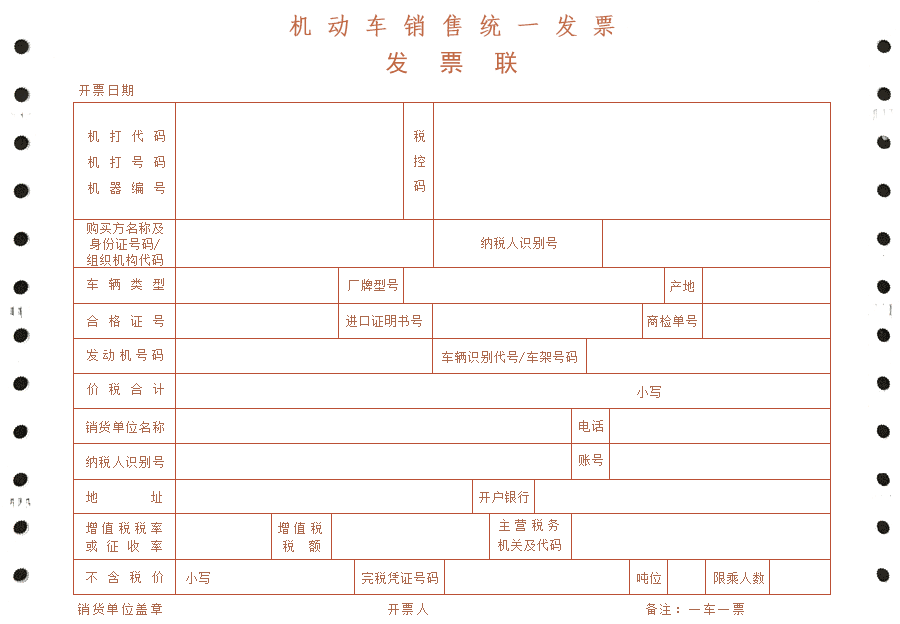 机动车销售统一发票
发票联
开票日期
机打代码
机打号码
机器编号
税控码
购买方名称及
身份证号码/
组织机构代码
纳税人识别号
车辆类型 厂牌型号 产地
合格证号 进口证明书号 商检单号
发动机号码 车辆识别代号/车架号码
价税合计 小写
销货单位名称 电话
纳税人识别号 账号
地址 开户银行
增值税税率
或征收率
增值税
税额
主营税务
机关及代码
不含税价 小写 完税凭证号码 吨位 限乘人数
销货单位盖章 开票人 备注：一车一票